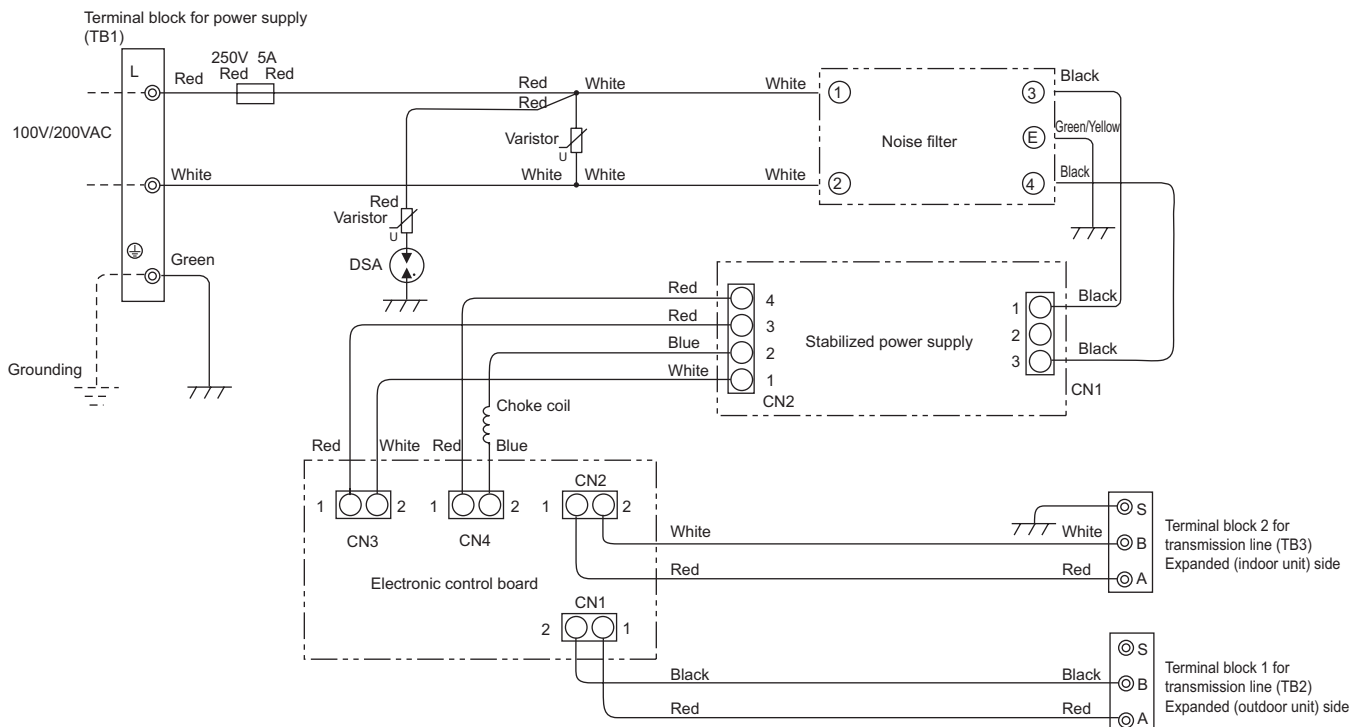 Terminal block for power supply
(TB1)
L
Red
250V 5A
Red Red
Red
White
White
Red
100V/200VAC
Varistor
U
White
White
White
White
Red
Varistor
U
DSA
Green
Grounding
1
2
3
E
4
Noise filter
Black
Green/Yellow
Black
Red
Red
Blue
White
4
3
2
1
CN2
Stabilized power supply
1
2
3
CN1
Black
Black
Choke coil
Red
White
Red
Blue
1
2
CN3
1
2
CN4
CN2
1
2
Electronic control board
CN1
2
1
White
White
Red
Red
S
B
A
Terminal block 2 for
transmission line (TB3)
Expanded (indoor unit) side
Black
Black
Red
Red
S
B
A
Terminal block 1 for
transmission line (TB2)
Expanded (outdoor unit) side